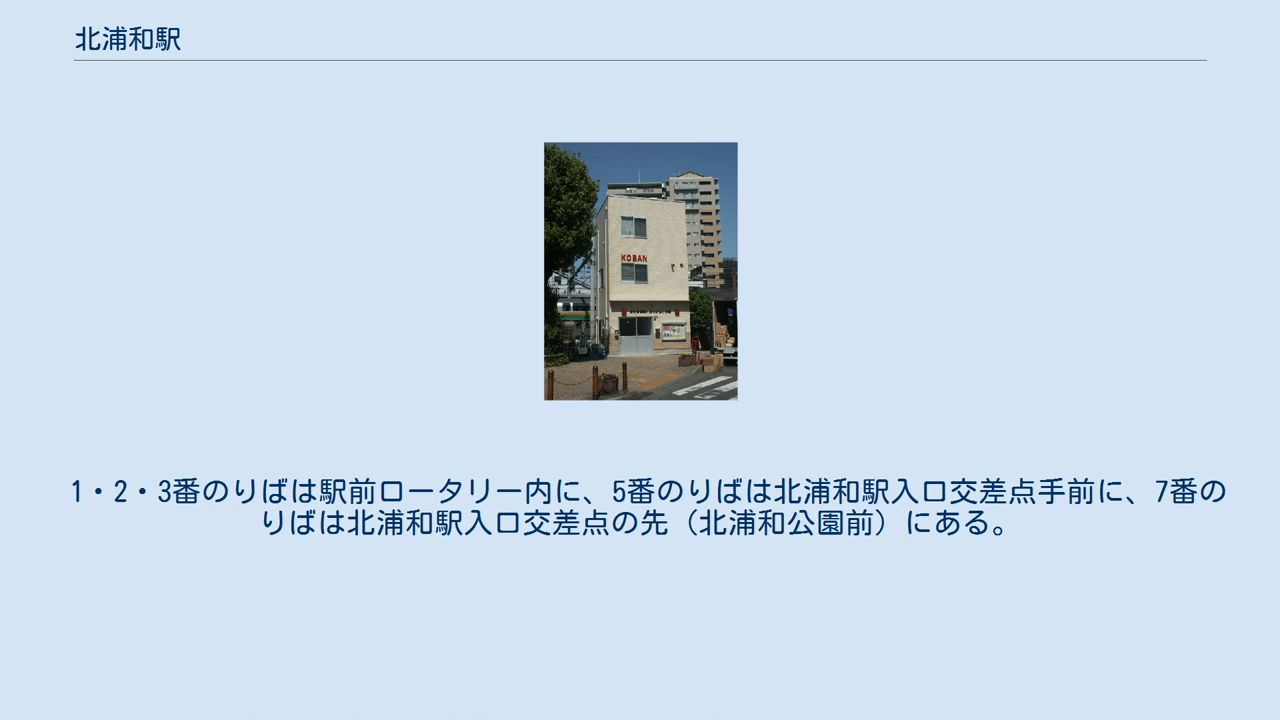 北浦和駅
KOBAN
1・2・3番のりばは駅前ロータリー内に、5番のりばは北浦和駅入口交差点手前に、7番の
りばは北浦和駅入口交差点の先（北浦和公園前）にある。